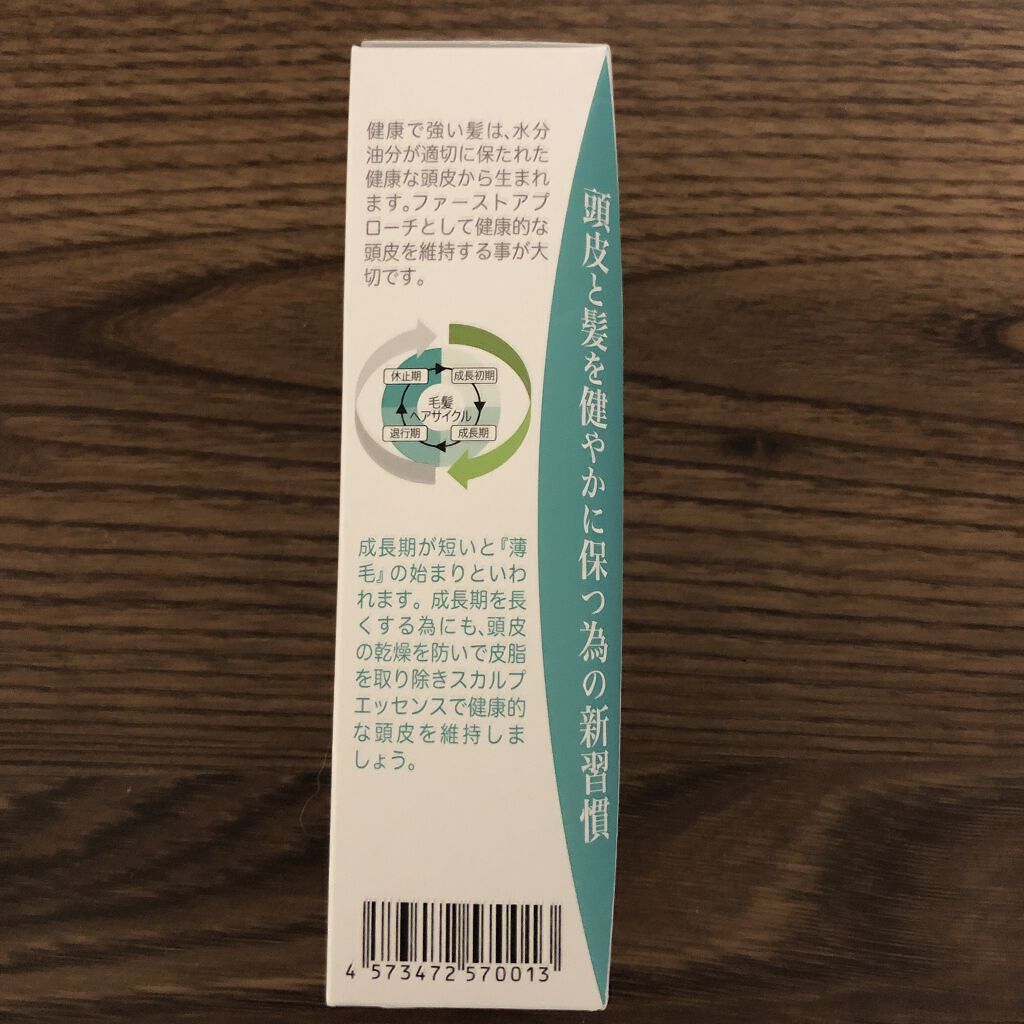 健康で強い髪は、水分
油分が適切に保たれた
健康な頭皮から生まれ
ます。ファーストアプ
ローチとして健康的な
頭皮を維持する事が大
切です。
休止期
成長初期
毛髪
ヘアサイクル
退行期
成長期
成長期が短いと『薄
毛』の始まりといわ
れます。成長期を長
くする為にも、頭皮
の乾燥を防いで皮脂
を取り除きスカルプ
エッセンスで健康的
な頭皮を維持しま
しょう。
頭皮と髪を健やかに保つ為の新習慣
4 573472 570013